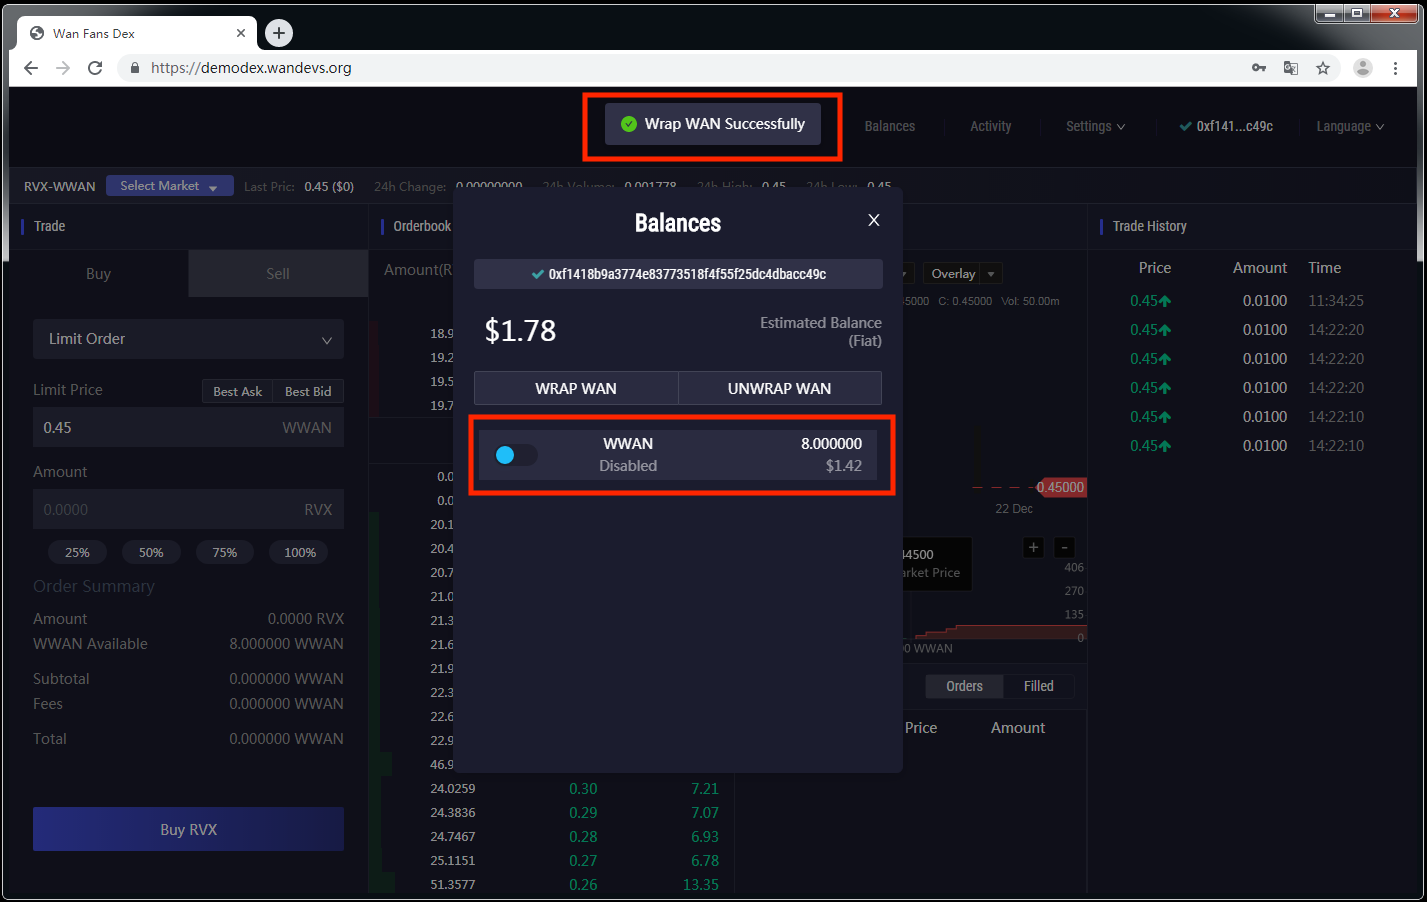 Wan Fans Dex
https://demodex.wandevs.org
Wrap WAN Successfully
Balances
Activity
Settings
0xf141...c49c
Language
RVX-WWAN
Select Market
Last Pric:
0.45 ($0)
24h Change:
0.00000000
24h Volume:
0.001778
24h High:
0.45
24h Low:
0.45
Trade
Buy
Sell
Limit Order
Limit Price
Best Ask
Best Bid
0.45
WWAN
Amount
0.0000
RVX
25%
50%
75%
100%
Order Summary
Amount
0.0000 RVX
WWAN Available
8.000000 WWAN
Subtotal
0.000000 WWAN
Fees
0.000000 WWAN
Total
0.000000 WWAN
Buy RVX
Orderbook
Amount(R
18.9
19.2
19.5
19.7
0.0
0.0
20.1
20.4
20.7
21.0
21.3
21.6
21.9
22.3
22.6
22.9
46.9
24.0259 0.30 7.21
24.3836 0.29 7.07
24.7467 0.28 6.93
25.1151 0.27 6.78
51.3577 0.26 13.35
Balances
X
0xf1418b9a3774e83773518f4f55f25dc4dbacc49c
$1.78
Estimated Balance
(Fiat)
WRAP WAN
UNWRAP WAN
WWAN
8.000000
Disabled
$1.42
Overlay
5000 C: 0.45000 Vol: 50.00m
0.45000
22 Dec
44500
arket Price
+
-
406
270
135
0
00 WWAN
Orders
Filled
Price
Amount
Trade History
Price Amount Time
0.45 0.0100 11:34:25
0.45 0.0100 14:22:20
0.45 0.0100 14:22:20
0.45 0.0100 14:22:20
0.45 0.0100 14:22:10
0.45 0.0100 14:22:10